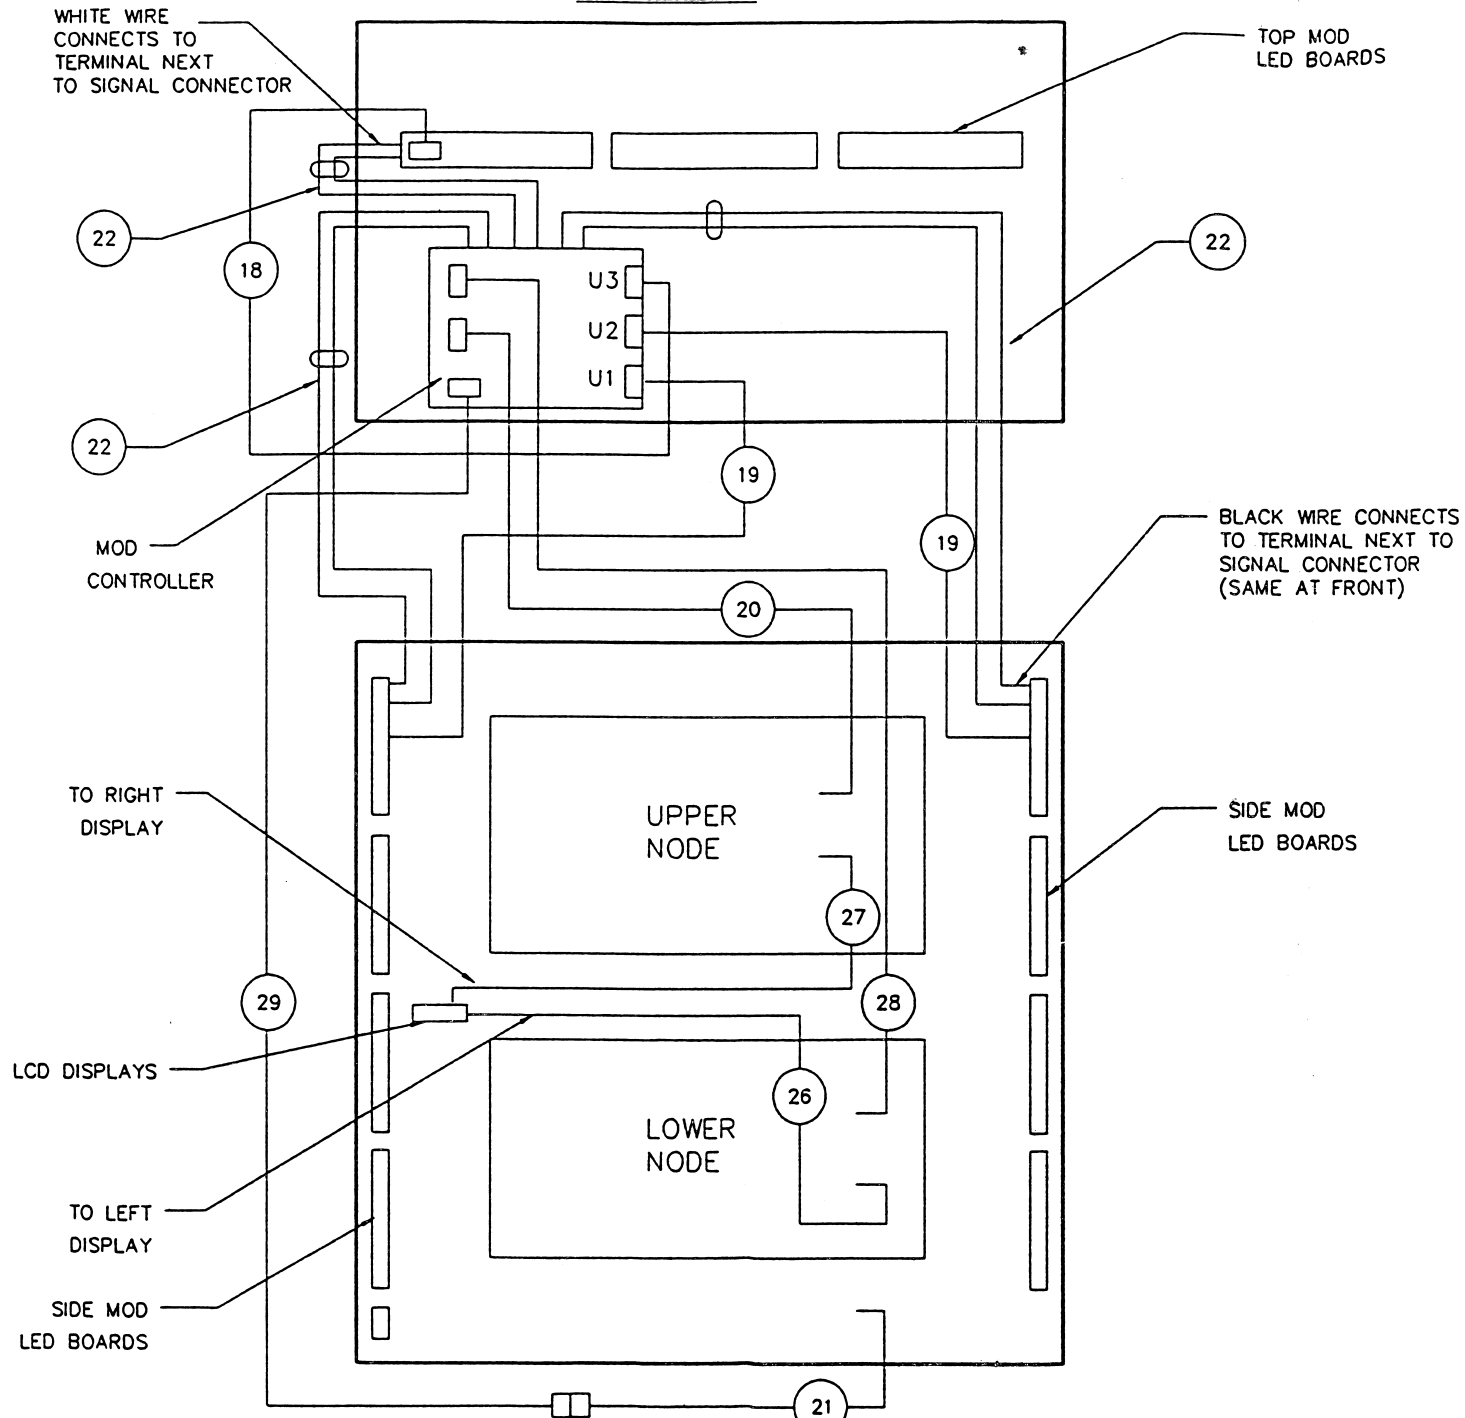 WHITE WIRE
CONNECTS TO
TERMINAL NEXT
TO SIGNAL CONNECTOR
TOP MOD
LED BOARDS
22
18
22
U3
U2
U1
22
19
19
MOD
CONTROLLER
BLACK WIRE CONNECTS
TO TERMINAL NEXT TO
SIGNAL CONNECTOR
(SAME AT FRONT)
20
TO RIGHT
DISPLAY
UPPER
NODE
SIDE MOD
LED BOARDS
27
29
28
LCD DISPLAYS
26
LOWER
NODE
TO LEFT
DISPLAY
SIDE MOD
LED BOARDS
21